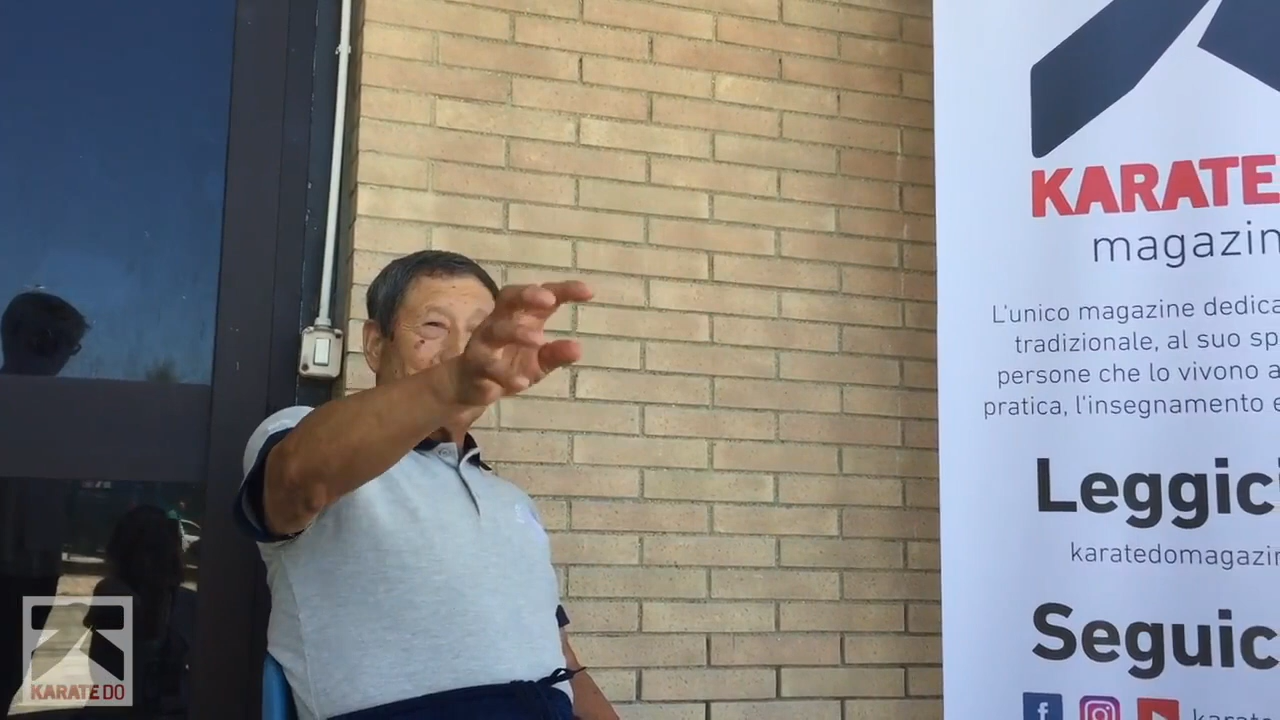 KARATE
magazin
L'unico magazine dedica
tradizionale, al suo sp
persone che lo vivono a
pratica, l'insegnamento e
Leggici
karatedomagazin
Seguic
karate
KARATE DO